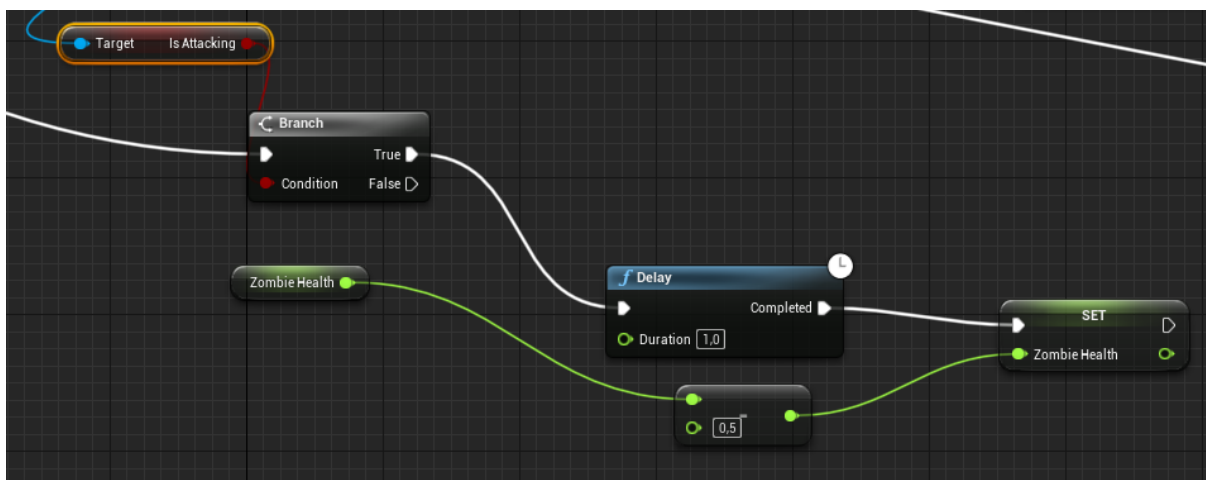 Target Is Attacking
Branch
True
Condition False
Zombie Health
Delay
Completed
Duration 1,0
SET
Zombie Health
-
0,5